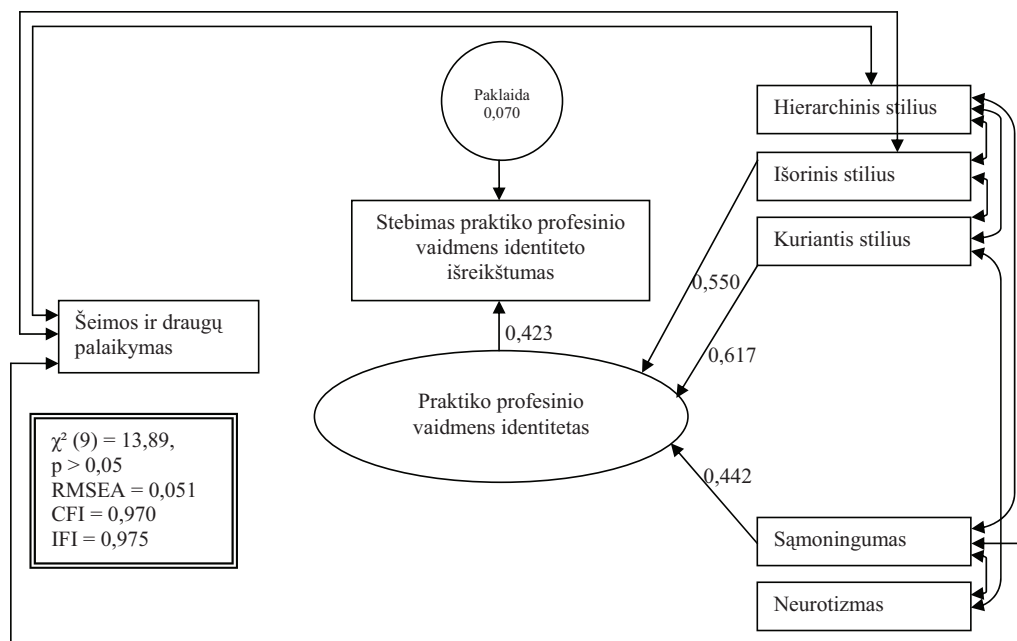 Paklaida
0,070
Hierarchinis stilius
Išorinis stilius
Stebimas praktiko profesinio
vaidmens identiteto
išreikštumas
Kuriantis stilius
0,550
Šeimos ir draugų
palaikymas
0,423
0,617
Praktiko profesinio
vaidmens identitetas
χ² (9) = 13,89,
p > 0,05
RMSEA = 0,051
CFI = 0,970
IFI = 0,975
0,442
Sąmoningumas
Neurotizmas